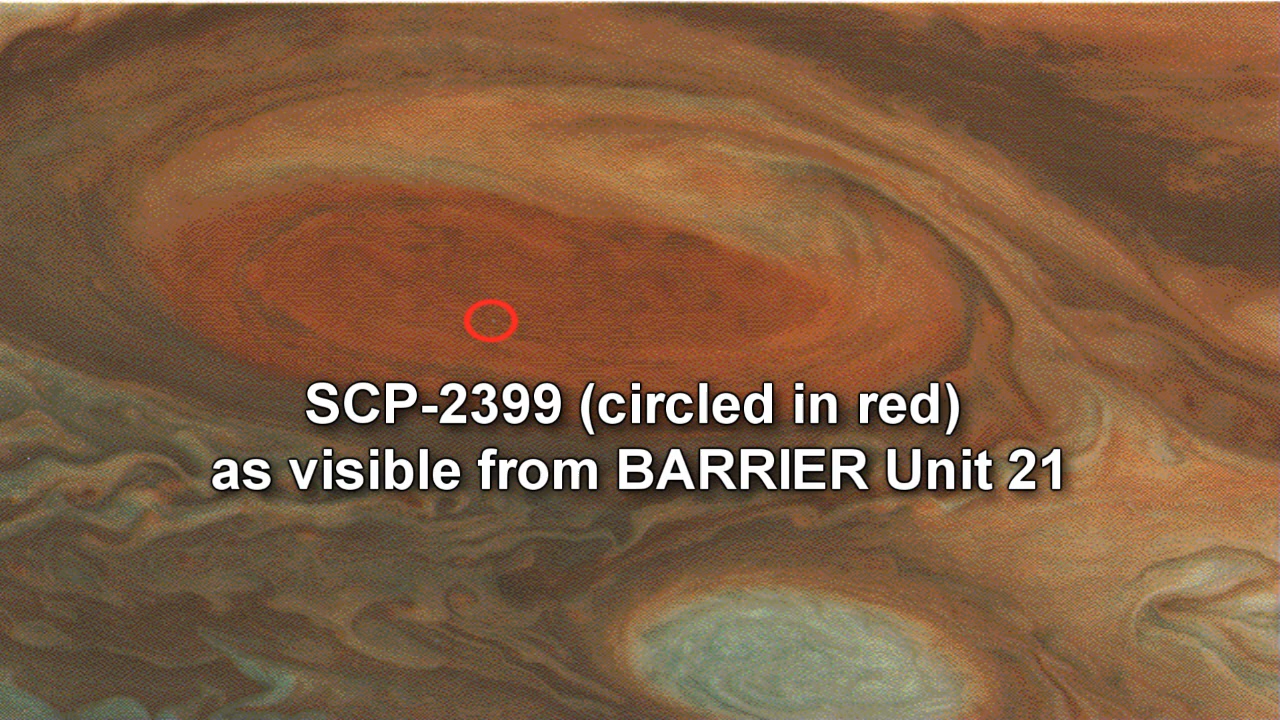 SCP-2399 (circled in red)
as visible from BARRIER Unit 21